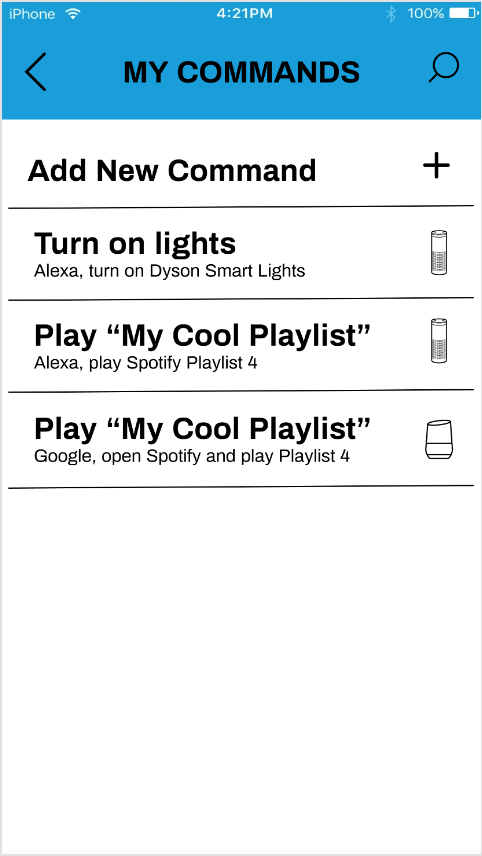 iPhone 4:21PM 100%
MY COMMANDS
Add New Command
Turn on lights
Alexa, turn on Dyson Smart Lights
Play “My Cool Playlist”
Alexa, play Spotify Playlist 4
Play “My Cool Playlist”
Google, open Spotify and play Playlist 4